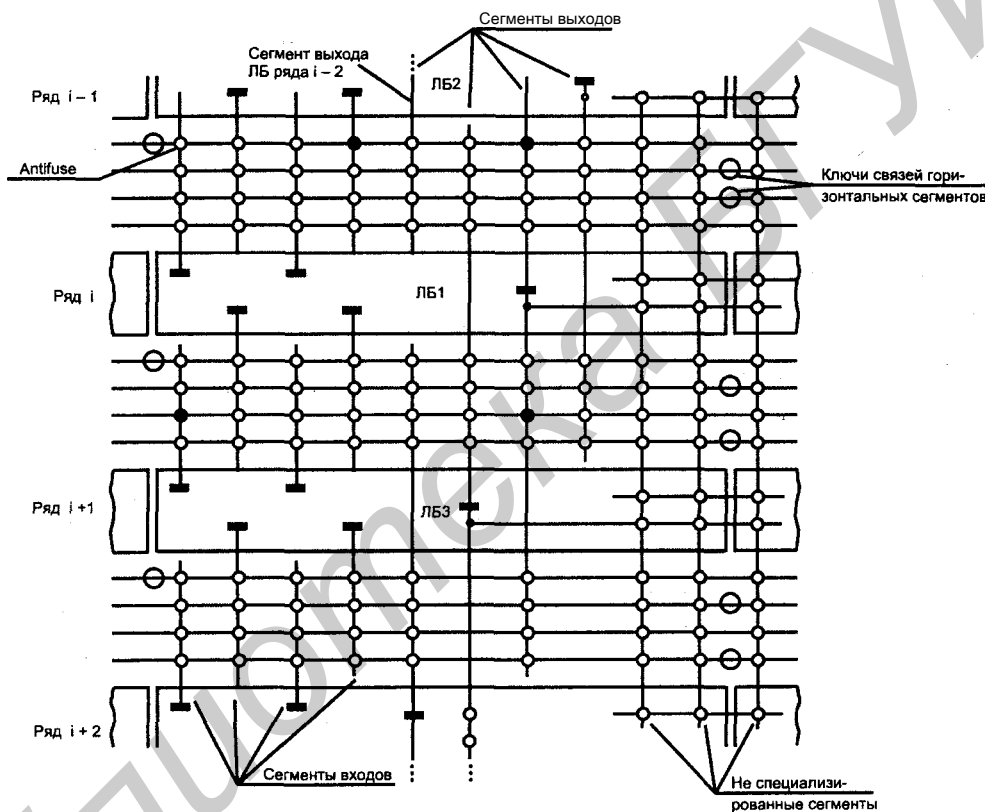 Сегменты выходов
Сегмент выхода
ЛБ ряда i – 2
ЛБ2
Ряд i – 1
Antifuse
Ключи связей гори-
зонтальных сегментов
Ряд i
ЛБ1
Ряд i +1
ЛБ3
Ряд i + 2
Сегменты входов
Не специализи-
рованные сегменты